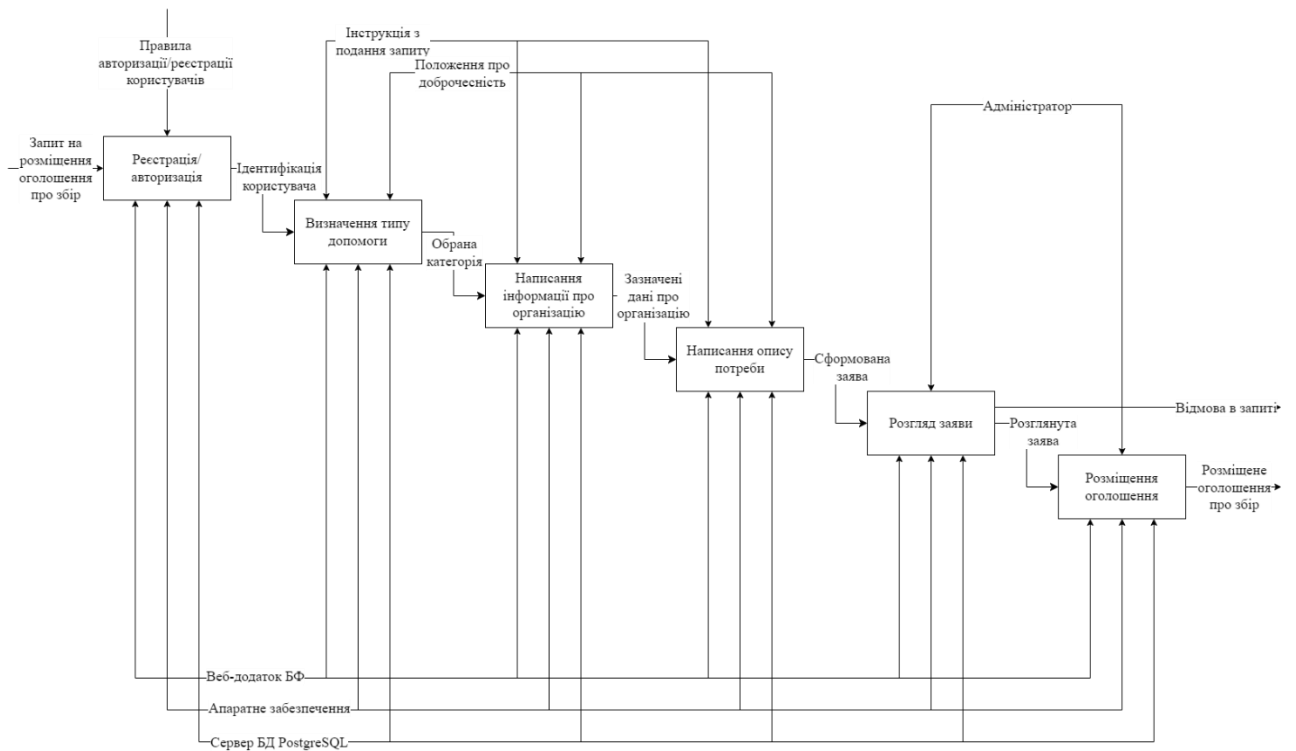 Правила
авторизації/реєстрації
користувачів
Інструкція з
подання запиту
Положення про
доброчесність
Адміністратор
Запит на
розміщення
оголошення
про збір
Реєстрація/
авторизація
Ідентифікація
користувача
Визначення типу
допомоги
Обрана
категорія
Написання
інформації про
організацію
Зазначені
дані про
організацію
Написання опису
потреби
Сформована
заява
Розгляд заяви
Відмова в запиті
Розглянута
заява
Розміщення
оголошення
Розміщене
оголошення
про збір
Веб-додаток БФ
Апаратне забезпечення
Сервер БД PostgreSQL